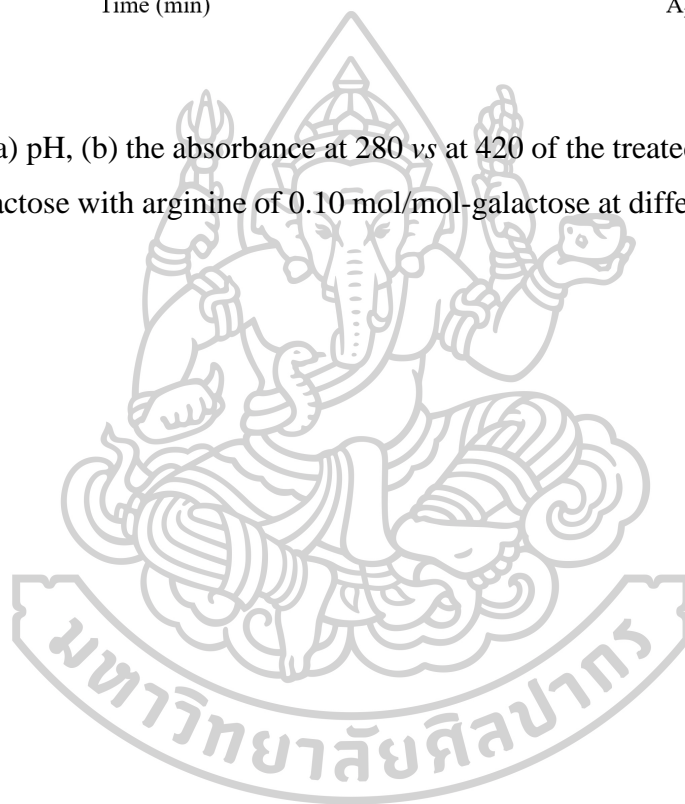 Time (min)
a) pH, (b) the absorbance at 280 vs at 420 of the treated
actose with arginine of 0.10 mol/mol-galactose at diffe
มหาวิทยาลัยศิลปากร